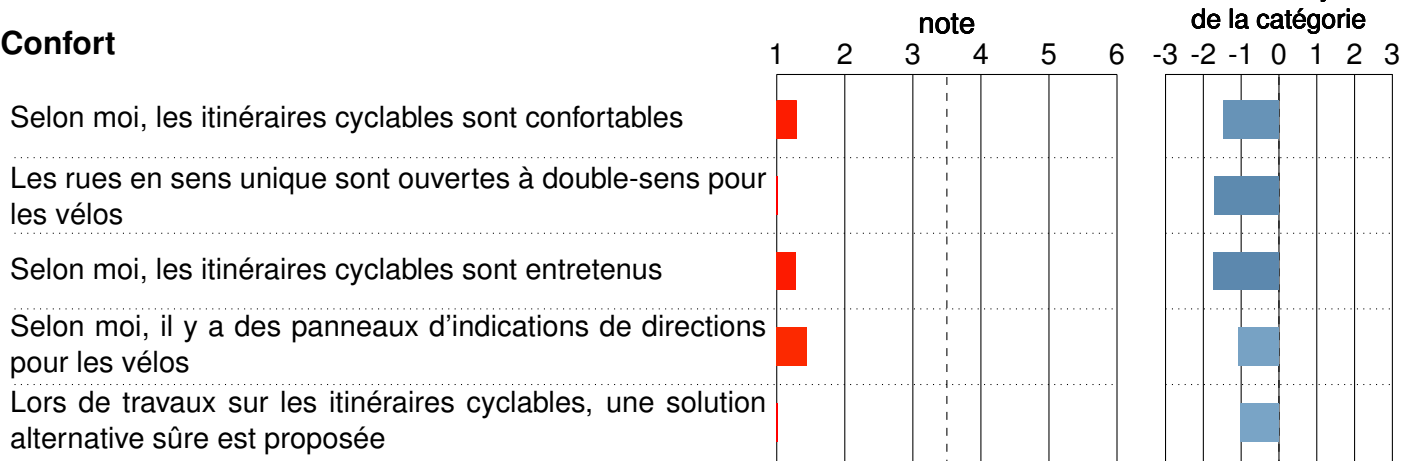 note
de la catégorie
Confort
1 2 3 4 5 6 -3 -2 -1 0 1 2 3
Selon moi, les itinéraires cyclables sont confortables
Les rues en sens unique sont ouvertes à double-sens pour
les vélos
Selon moi, les itinéraires cyclables sont entretenus
Selon moi, il y a des panneaux d'indications de directions
pour les vélos
Lors de travaux sur les itinéraires cyclables, une solution
alternative sûre est proposée